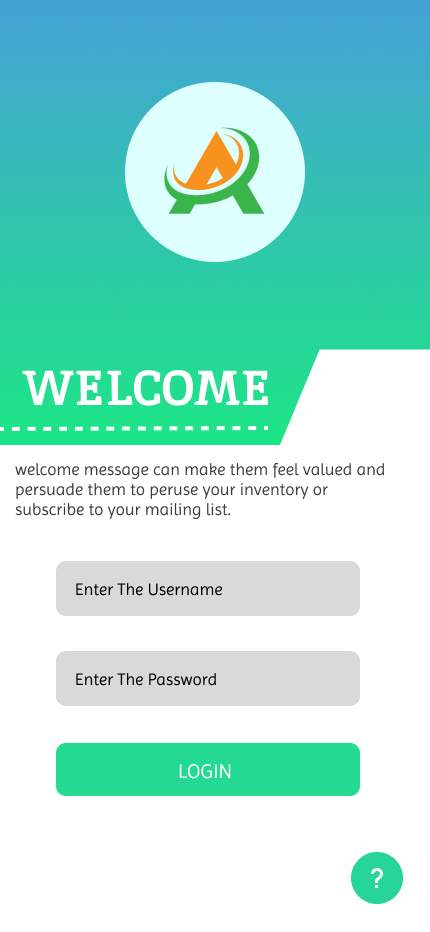 WELCOME
welcome message can make them feel valued and
persuade them to peruse your inventory or
subscribe to your mailing list.
Enter The Username
Enter The Password
LOGIN
?